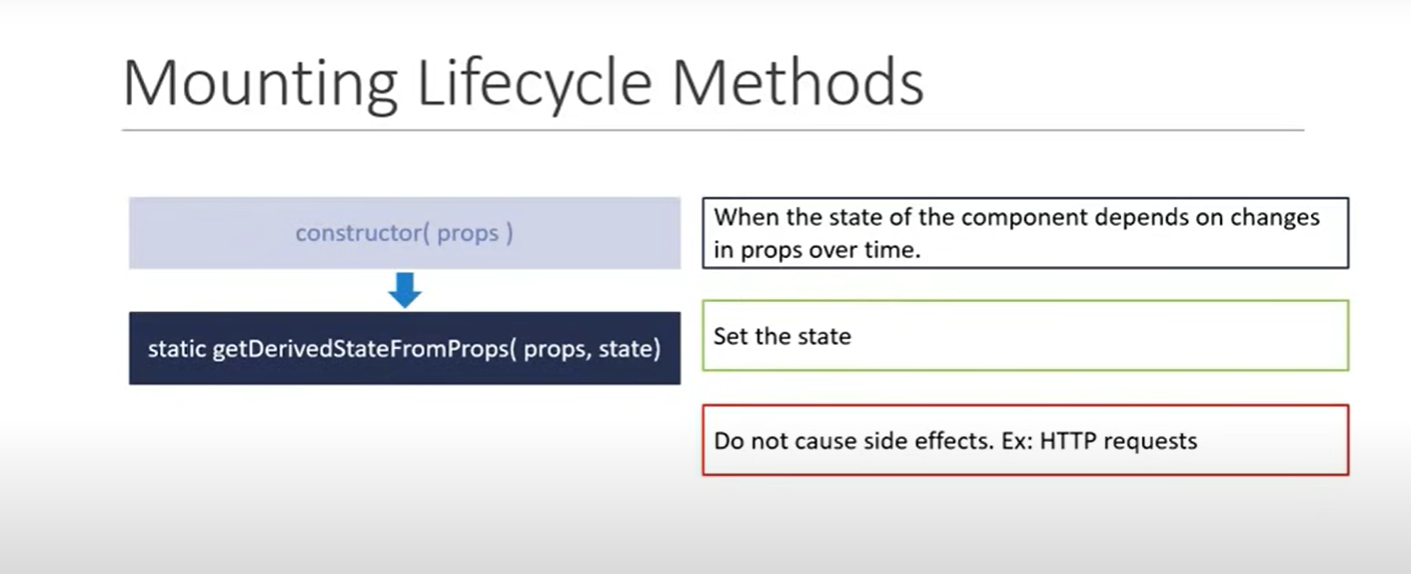 Mounting Lifecycle Methods
constructor( props )
When the state of the component depends on changes
in props over time.
static getDerivedStateFromProps( props, state)
Set the state
Do not cause side effects. Ex: HTTP requests